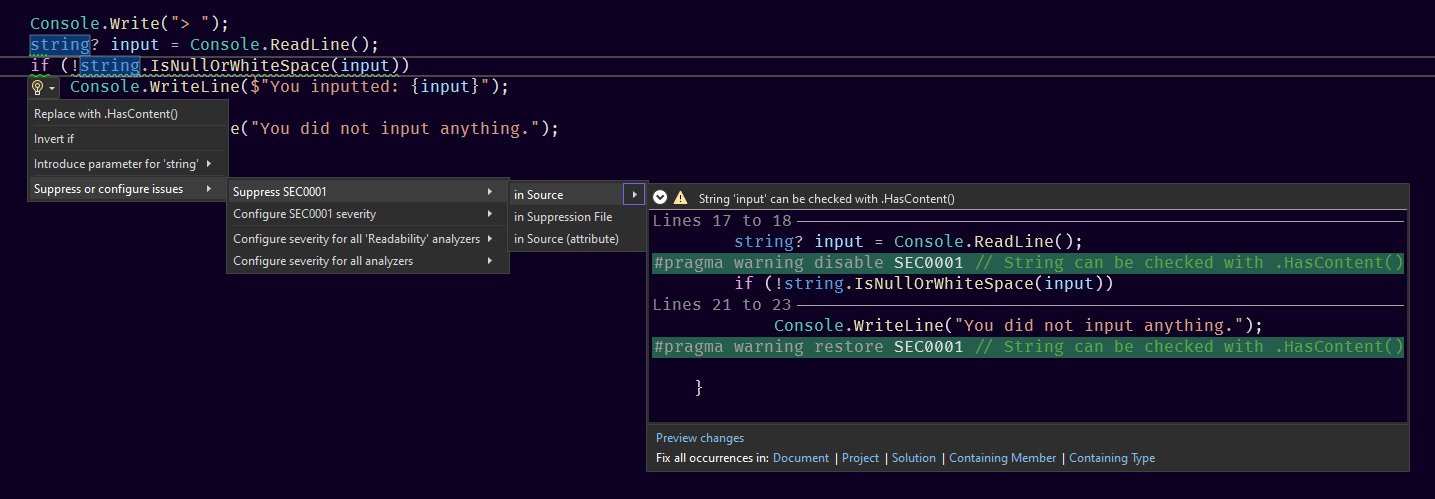 Console.Write("> ");
string? input = Console.ReadLine();
if (!string.IsNullOrWhiteSpace(input))
Console.WriteLine($"You inputted: {input}");
Replace with .HasContent()
e("You did not input anything.");
Invert if
Introduce parameter for 'string'
Suppress or configure issues
Suppress SEC0001
Configure SEC0001 severity
Configure severity for all 'Readability' analyzers
Configure severity for all analyzers
in Source
in Suppression File
in Source (attribute)
String 'input' can be checked with .HasContent()
Lines 17 to 18
string? input = Console.ReadLine();
#pragma warning disable SEC0001 // String can be checked with .HasContent()
if (!string.IsNullOrWhiteSpace(input))
Lines 21 to 23
Console.WriteLine("You did not input anything.");
#pragma warning restore SEC0001 // String can be checked with .HasContent()
}
Preview changes
Fix all occurrences in: Document | Project | Solution | Containing Member | Containing Type